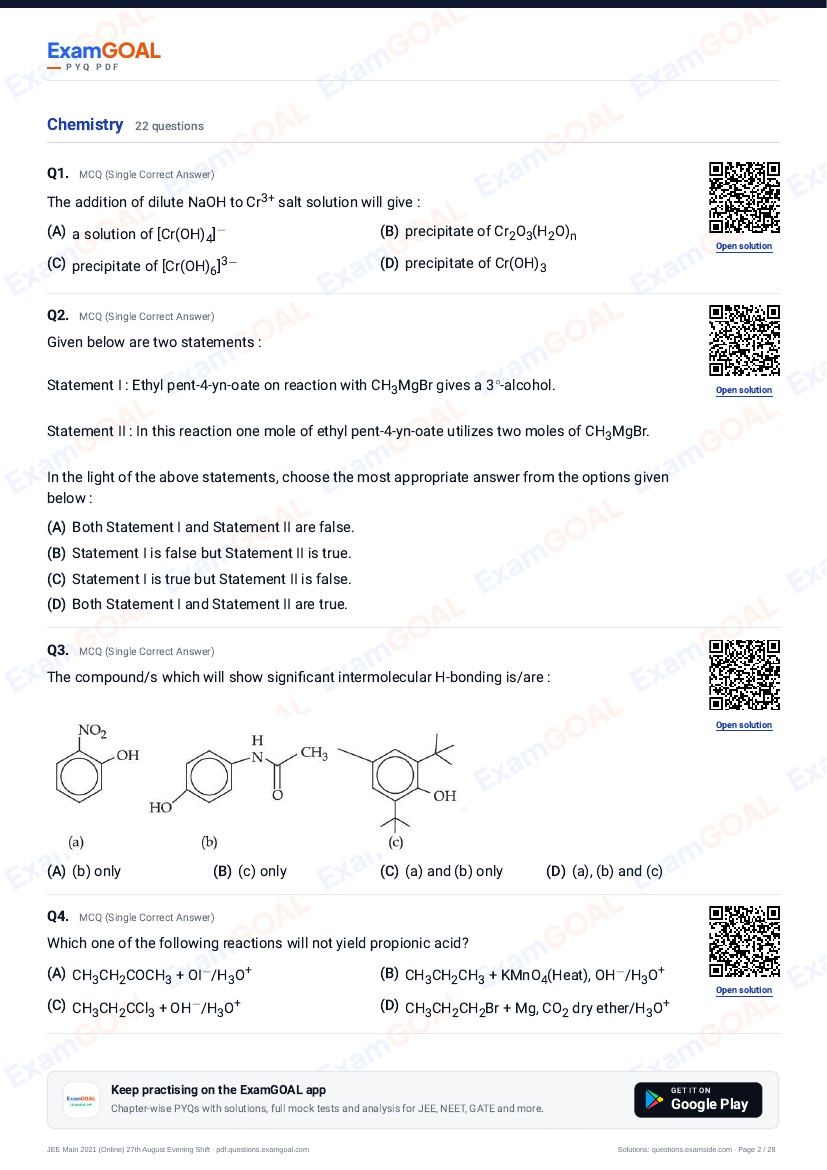 ExamGOAL
PYQ PDF
Chemistry 22 questions
Q1. MCQ (Single Correct Answer)
The addition of dilute NaOH to Cr³⁺ salt solution will give :
(A) a solution of [Cr(OH)₄]⁻ (B) precipitate of Cr₂O₃(H₂O)ₙ
(C) precipitate of [Cr(OH)₆]³⁻ (D) precipitate of Cr(OH)₃
Open solution
Q2. MCQ (Single Correct Answer)
Given below are two statements :
Statement I : Ethyl pent-4-yn-oate on reaction with CH₃MgBr gives a 3°-alcohol.
Statement II : In this reaction one mole of ethyl pent-4-yn-oate utilizes two moles of CH₃MgBr.
In the light of the above statements, choose the most appropriate answer from the options given
below :
(A) Both Statement I and Statement II are false.
(B) Statement I is false but Statement II is true.
(C) Statement I is true but Statement II is false.
(D) Both Statement I and Statement II are true.
Open solution
Q3. MCQ (Single Correct Answer)
The compound/s which will show significant intermolecular H-bonding is/are :
NO₂
OH
H
N
CH₃
O
HO
OH
(a) (b) (c)
(A) (b) only (B) (c) only (C) (a) and (b) only (D) (a), (b) and (c)
Open solution
Q4. MCQ (Single Correct Answer)
Which one of the following reactions will not yield propionic acid?
(A) CH₃CH₂COCH₃ + OI⁻/H₃O⁺ (B) CH₃CH₂CH₃ + KMnO₄(Heat), OH⁻/H₃O⁺
(C) CH₃CH₂CCl₃ + OH⁻/H₃O⁺ (D) CH₃CH₂CH₂Br + Mg, CO₂ dry ether/H₃O⁺
Open solution
Keep practising on the ExamGOAL app
Chapter-wise PYQs with solutions, full mock tests and analysis for JEE, NEET, GATE and more.
GET IT ON
Google Play
JEE Main 2021 (Online) 27th August Evening Shift · pdf.questions.examgoal.com Solutions: questions.examside.com · Page 2 / 28